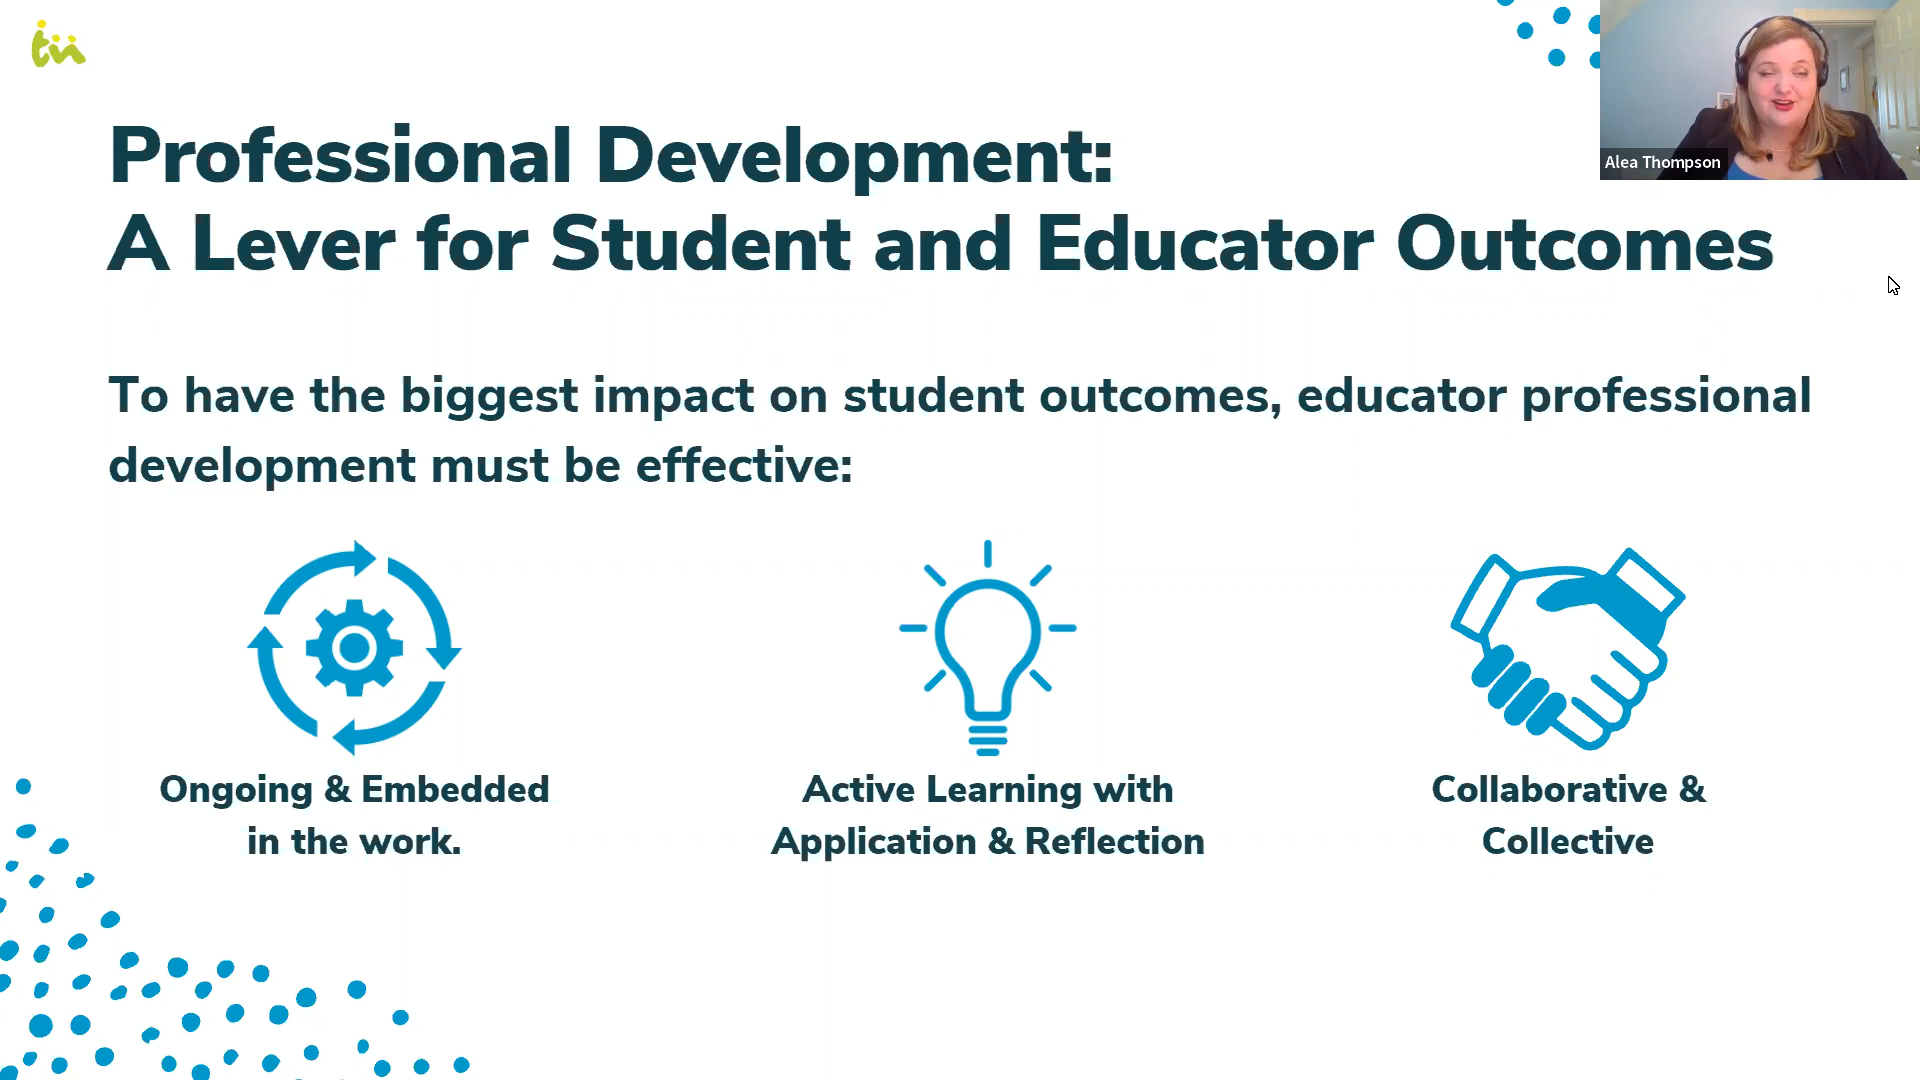 Professional Development:
A Lever for Student and Educator Outcomes
Alea Thompson
To have the biggest impact on student outcomes, educator professional
development must be effective:
Ongoing & Embedded
in the work.
Active Learning with
Application & Reflection
Collaborative &
Collective